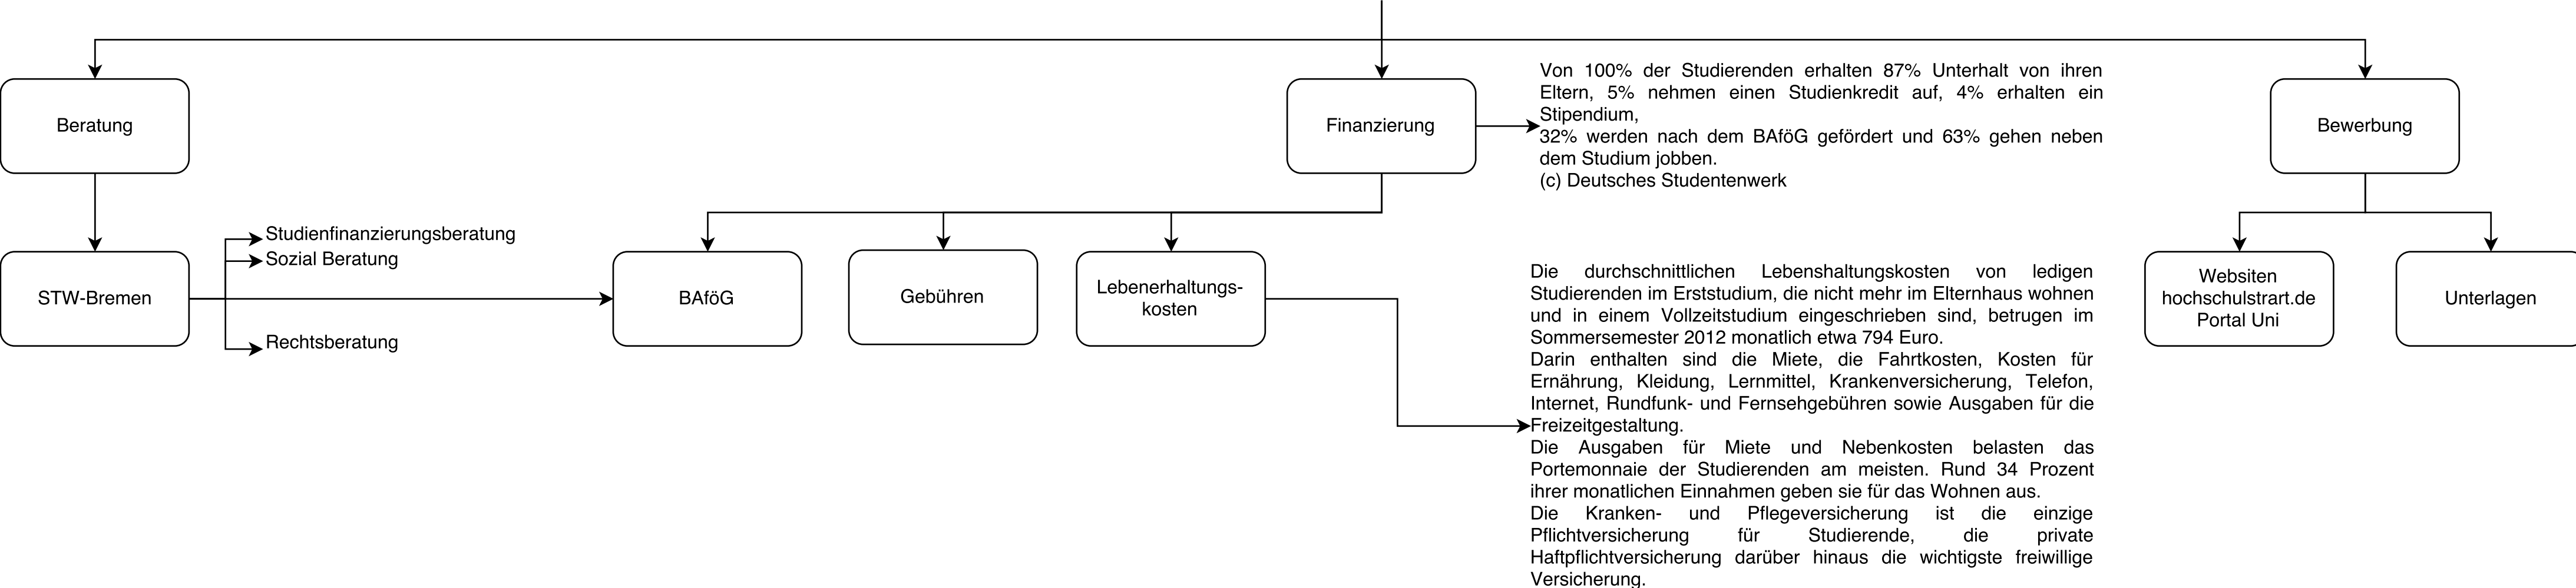 Beratung
Finanzierung
Von 100% der Studierenden erhalten 87% Unterhalt von ihren
Eltern, 5% nehmen einen Studienkredit auf, 4% erhalten ein
Stipendium,
32% werden nach dem BAföG gefördert und 63% gehen neben
dem Studium jobben.
(c) Deutsches Studentenwerk
Bewerbung
STW-Bremen
Studienfinanzierungsberatung
Sozial Beratung
Rechtsberatung
BAföG
Gebühren
Lebenerhaltungs-
kosten
Die durchschnittlichen Lebenshaltungskosten von ledigen
Studierenden im Erststudium, die nicht mehr im Elternhaus wohnen
und in einem Vollzeitstudium eingeschrieben sind, betrugen im
Sommersemester 2012 monatlich etwa 794 Euro.
Darin enthalten sind die Miete, die Fahrtkosten, Kosten für
Ernährung, Kleidung, Lernmittel, Krankenversicherung, Telefon,
Internet, Rundfunk- und Fernsehgebühren sowie Ausgaben für die
Freizeitgestaltung.
Die Ausgaben für Miete und Nebenkosten belasten das
Portemonnaie der Studierenden am meisten. Rund 34 Prozent
ihrer monatlichen Einnahmen geben sie für das Wohnen aus.
Die Kranken- und Pflegeversicherung ist die einzige
Pflichtversicherung für Studierende, die private
Haftpflichtversicherung darüber hinaus die wichtigste freiwillige
Versicherung.
Websiten
hochschulstrart.de
Portal Uni
Unterlagen